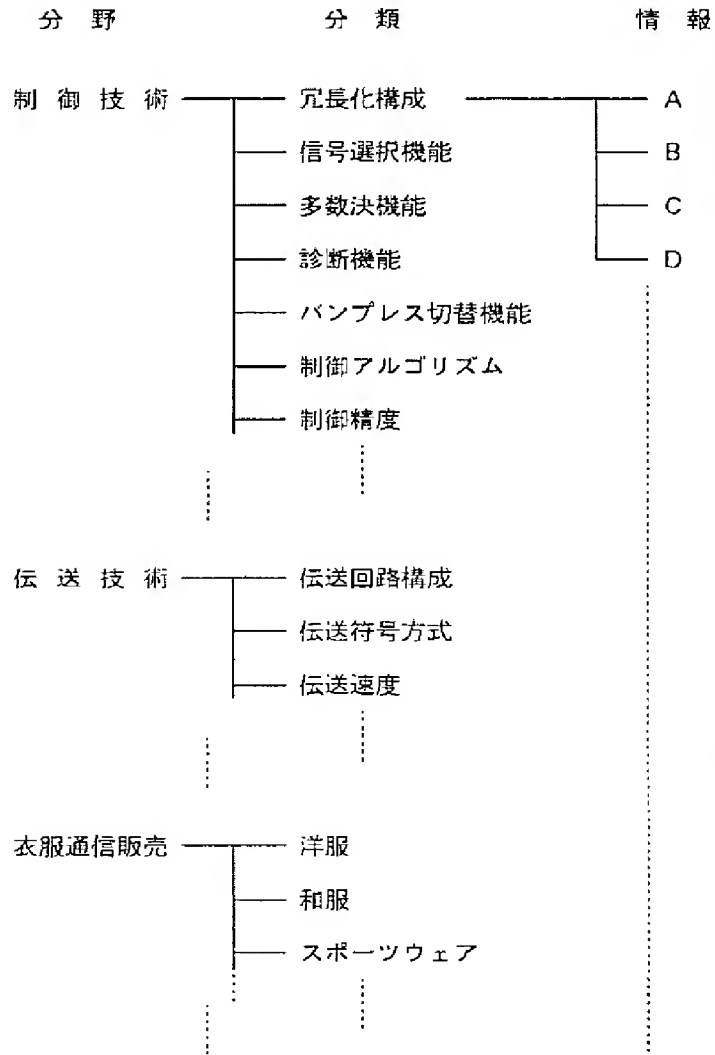 分野 分類 情報
制御技術 冗長化構成 A
信号選択機能 B
多数決機能 C
診断機能 D
バンプレス切替機能
制御アルゴリズム
制御精度
伝送技術 伝送回路構成
伝送符号方式
伝送速度
衣服通信販売 洋服
和服
スポーツウェア